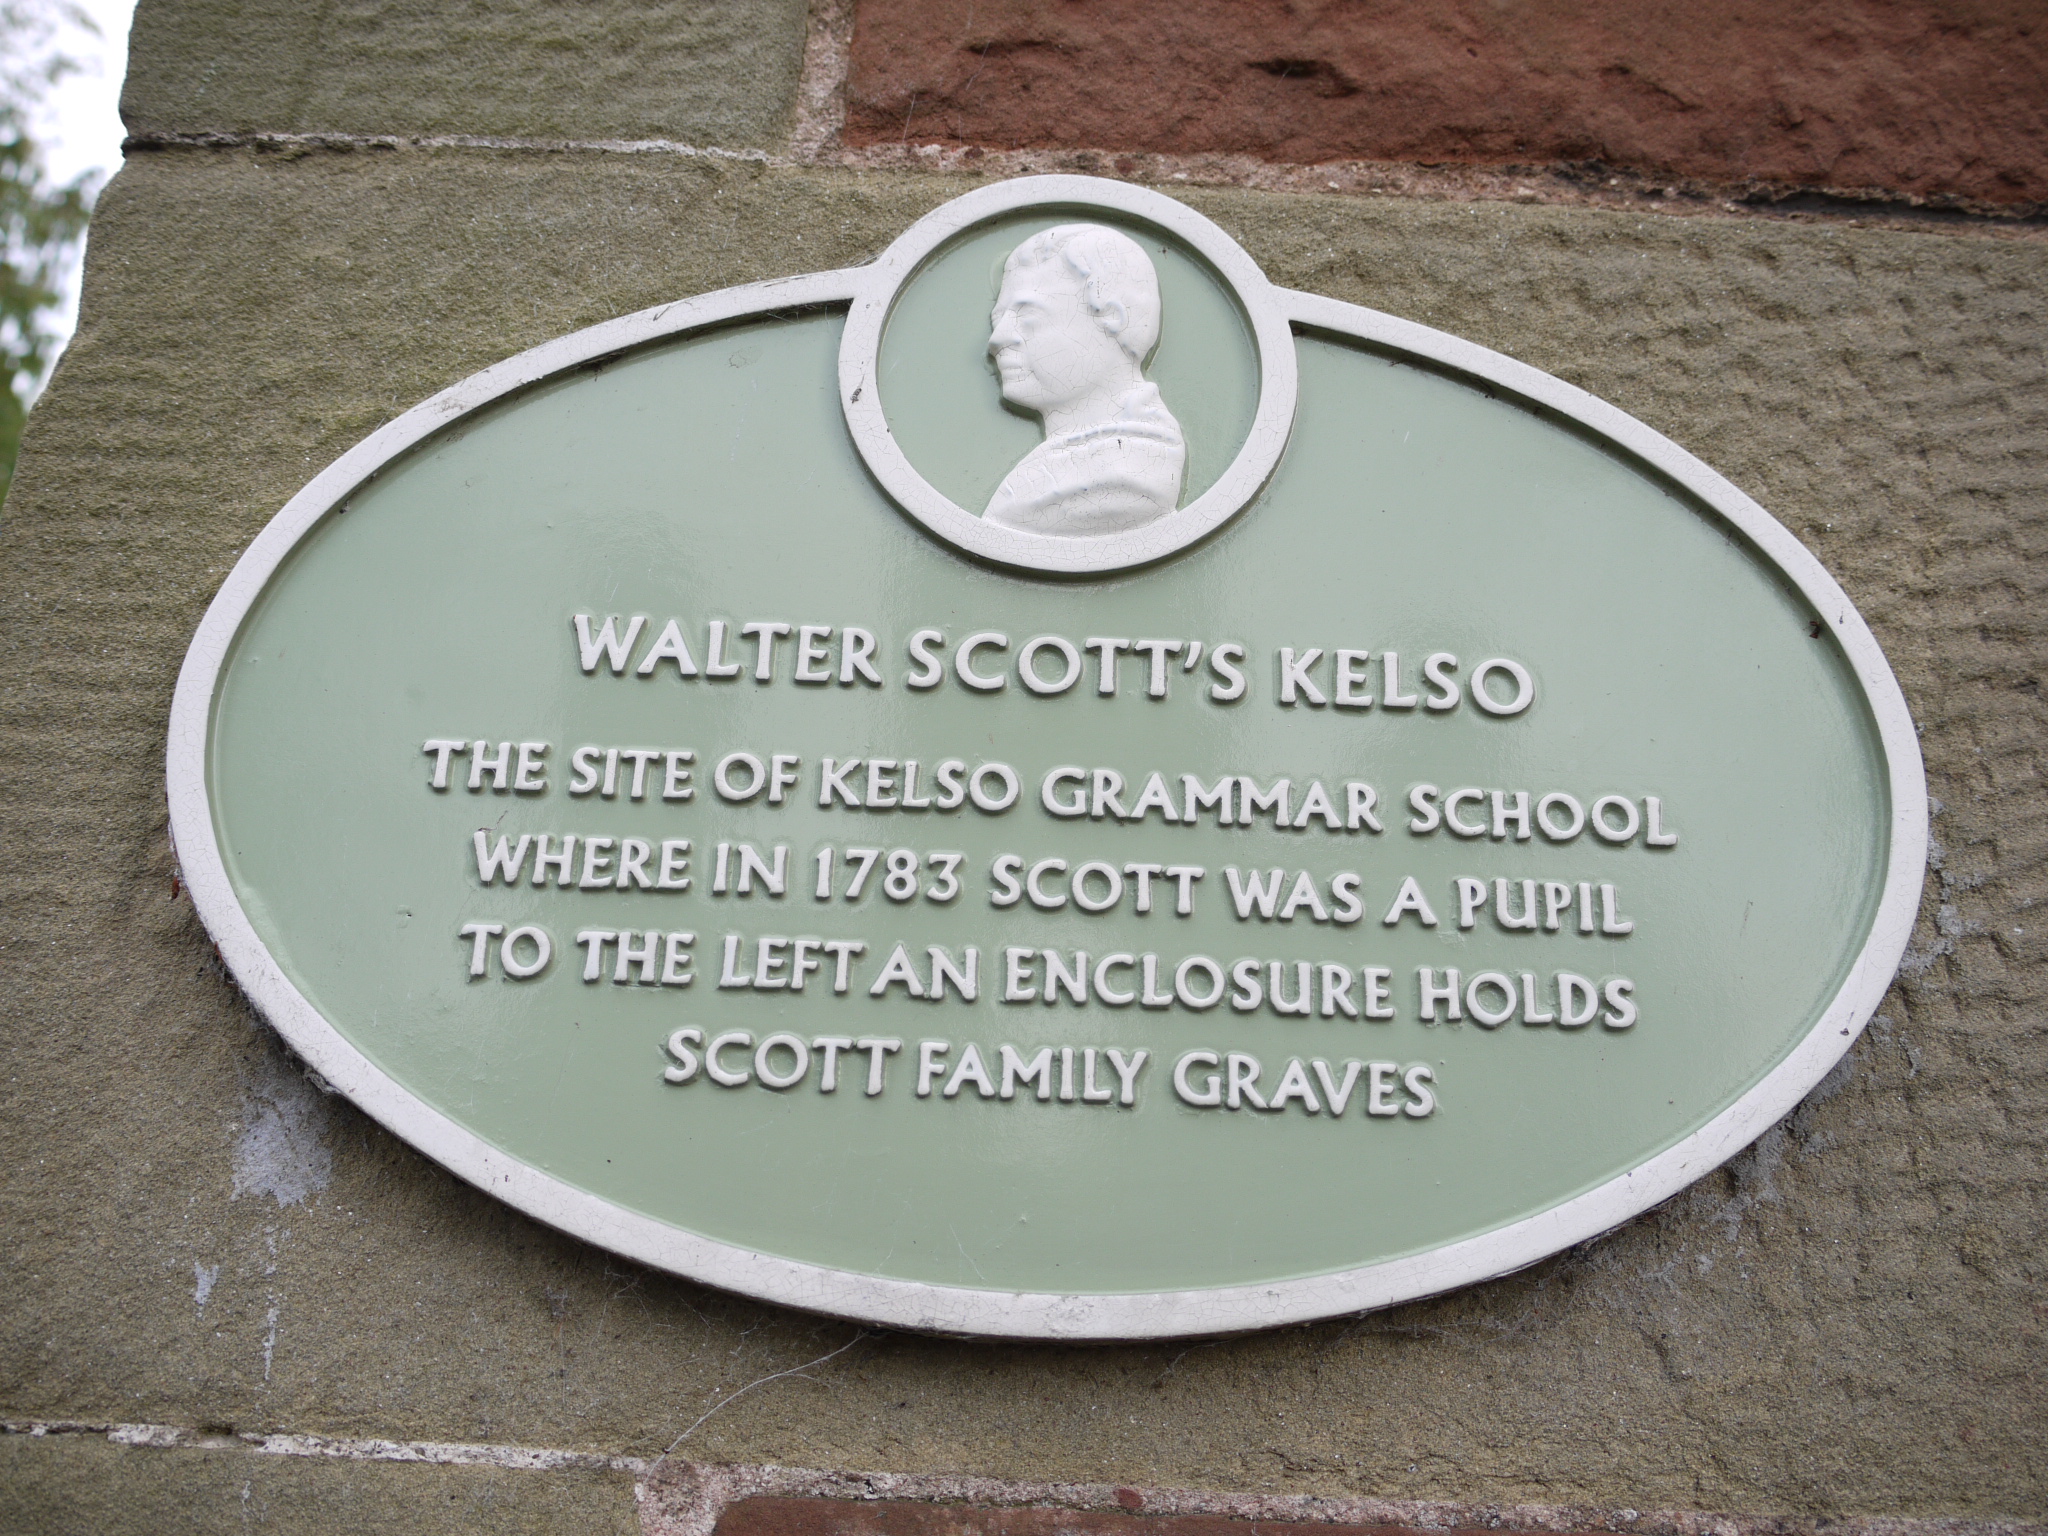 WALTER SCOTT'S KELSO
THE SITE OF KELSO GRAMMAR SCHOOL
WHERE IN 1783 SCOTT WAS A PUPIL
TO THE LEFT AN ENCLOSURE HOLDS
SCOTT FAMILY GRAVES